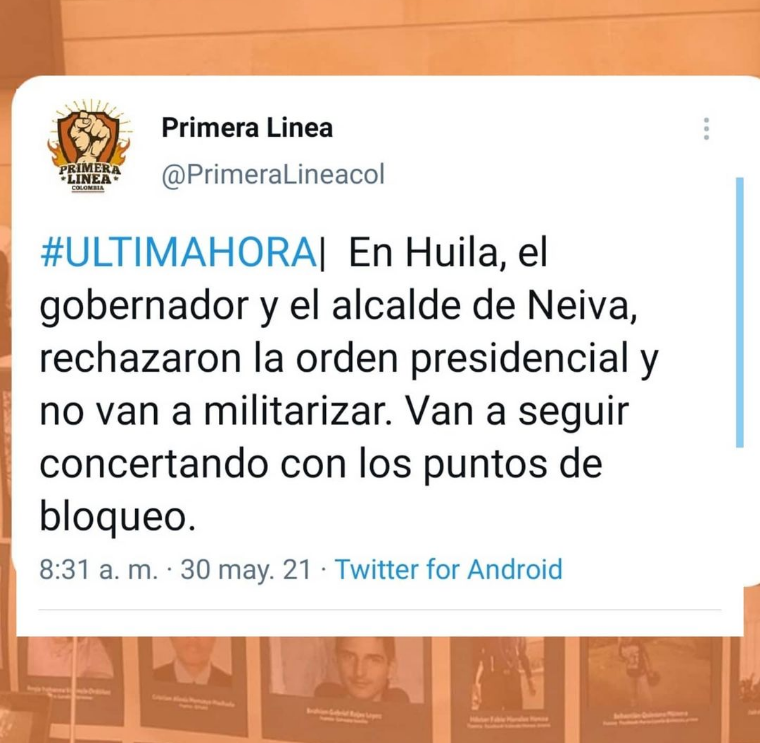 PRIMERA
LINEA
COLOMBIA
Primera Linea
@PrimeraLineacol
#ULTIMAHORA| En Huila, el
gobernador y el alcalde de Neiva,
rechazaron la orden presidencial y
no van a militarizar. Van a seguir
concertando con los puntos de
bloqueo.
8:31 a. m. · 30 may. 21 · Twitter for Android